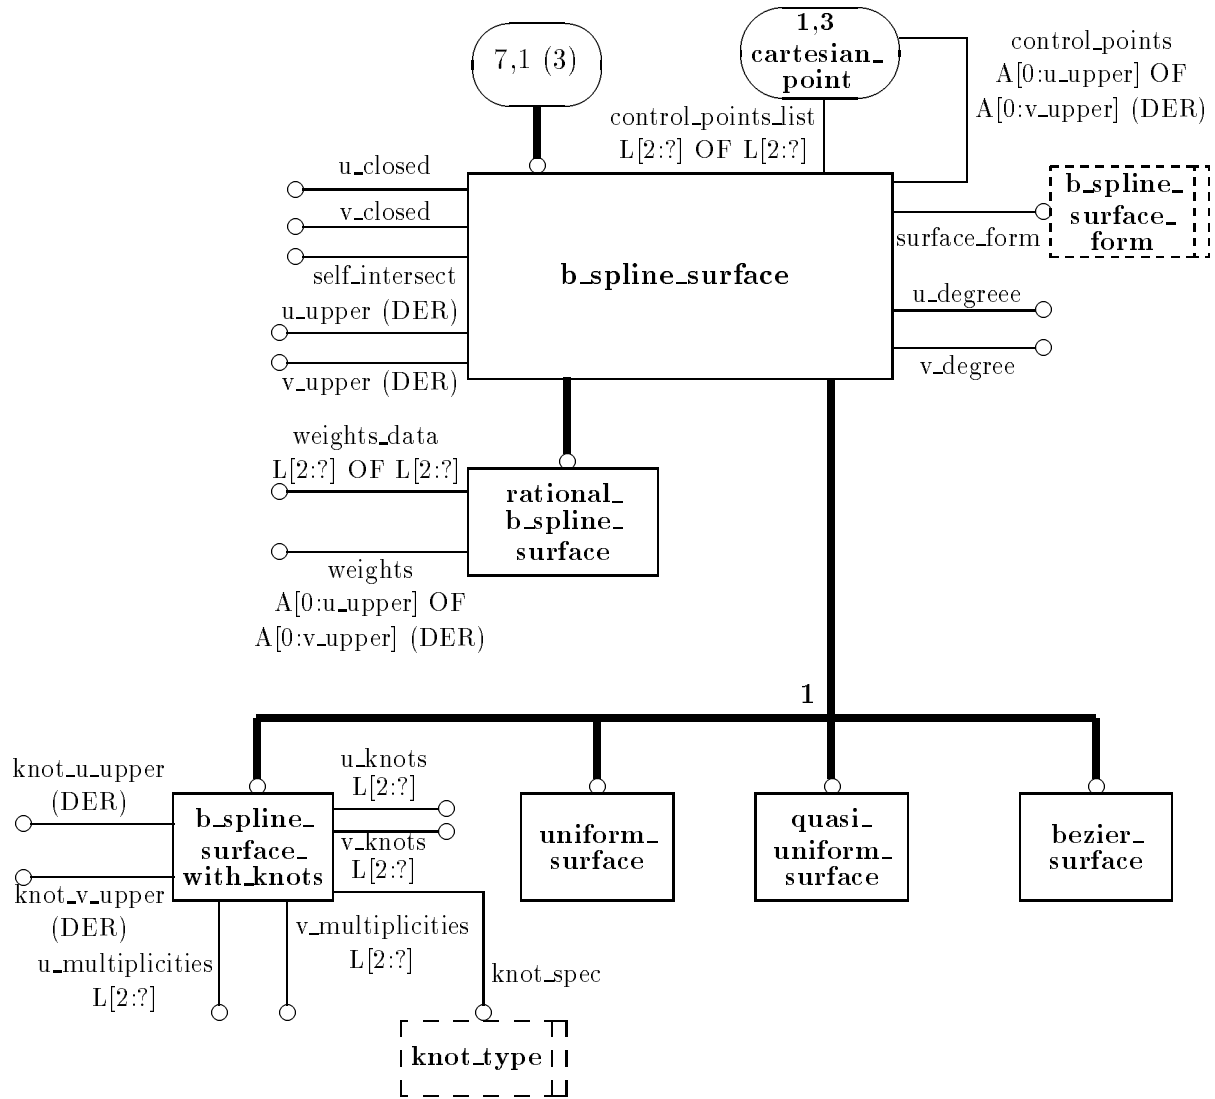 7,1 (3)
1,3
cartesian_
point
control_points
A[0:u_upper] OF
A[0:v_upper] (DER)
control_points_list
L[2:?] OF L[2:?]
u_closed
v_closed
self_intersect
u_upper (DER)
v_upper (DER)
b_spline_surface
b_spline_
surface_
form
surface_form
u_degreee
v_degree
weights_data
L[2:?] OF L[2:?]
rational_
b_spline_
surface
weights
A[0:u_upper] OF
A[0:v_upper] (DER)
1
knot_u_upper
(DER)
u_knots
L[2:?]
b_spline_
surface_
with_knots
v_knots
L[2:?]
uniform_
surface
quasi_
uniform_
surface
bezier_
surface
knot_v_upper
(DER)
u_multiplicities
L[2:?]
v_multiplicities
L[2:?]
knot_spec
knot_type